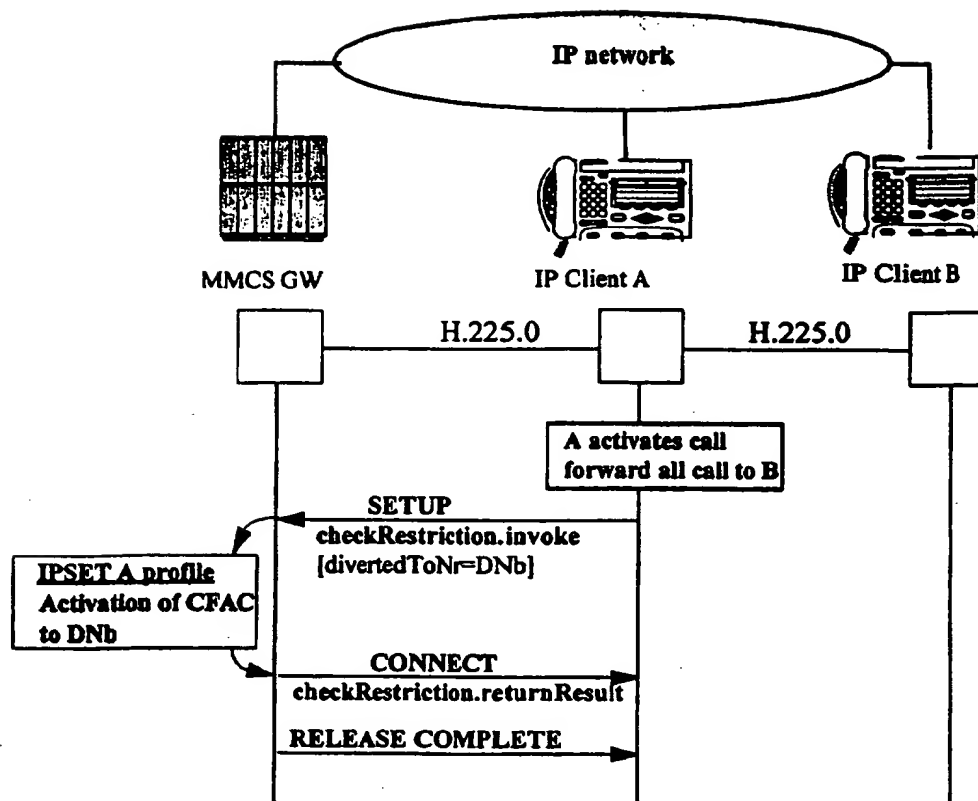 IP network
MMCS GW
IP Client A
IP Client B
H.225.0
H.225.0
A activates call
forward all call to B
SETUP
checkRestriction.invoke
[divertedToNr=DNb]
IPSET A profile
Activation of CFAC
to DNb
CONNECT
checkRestriction.returnResult
RELEASE COMPLETE